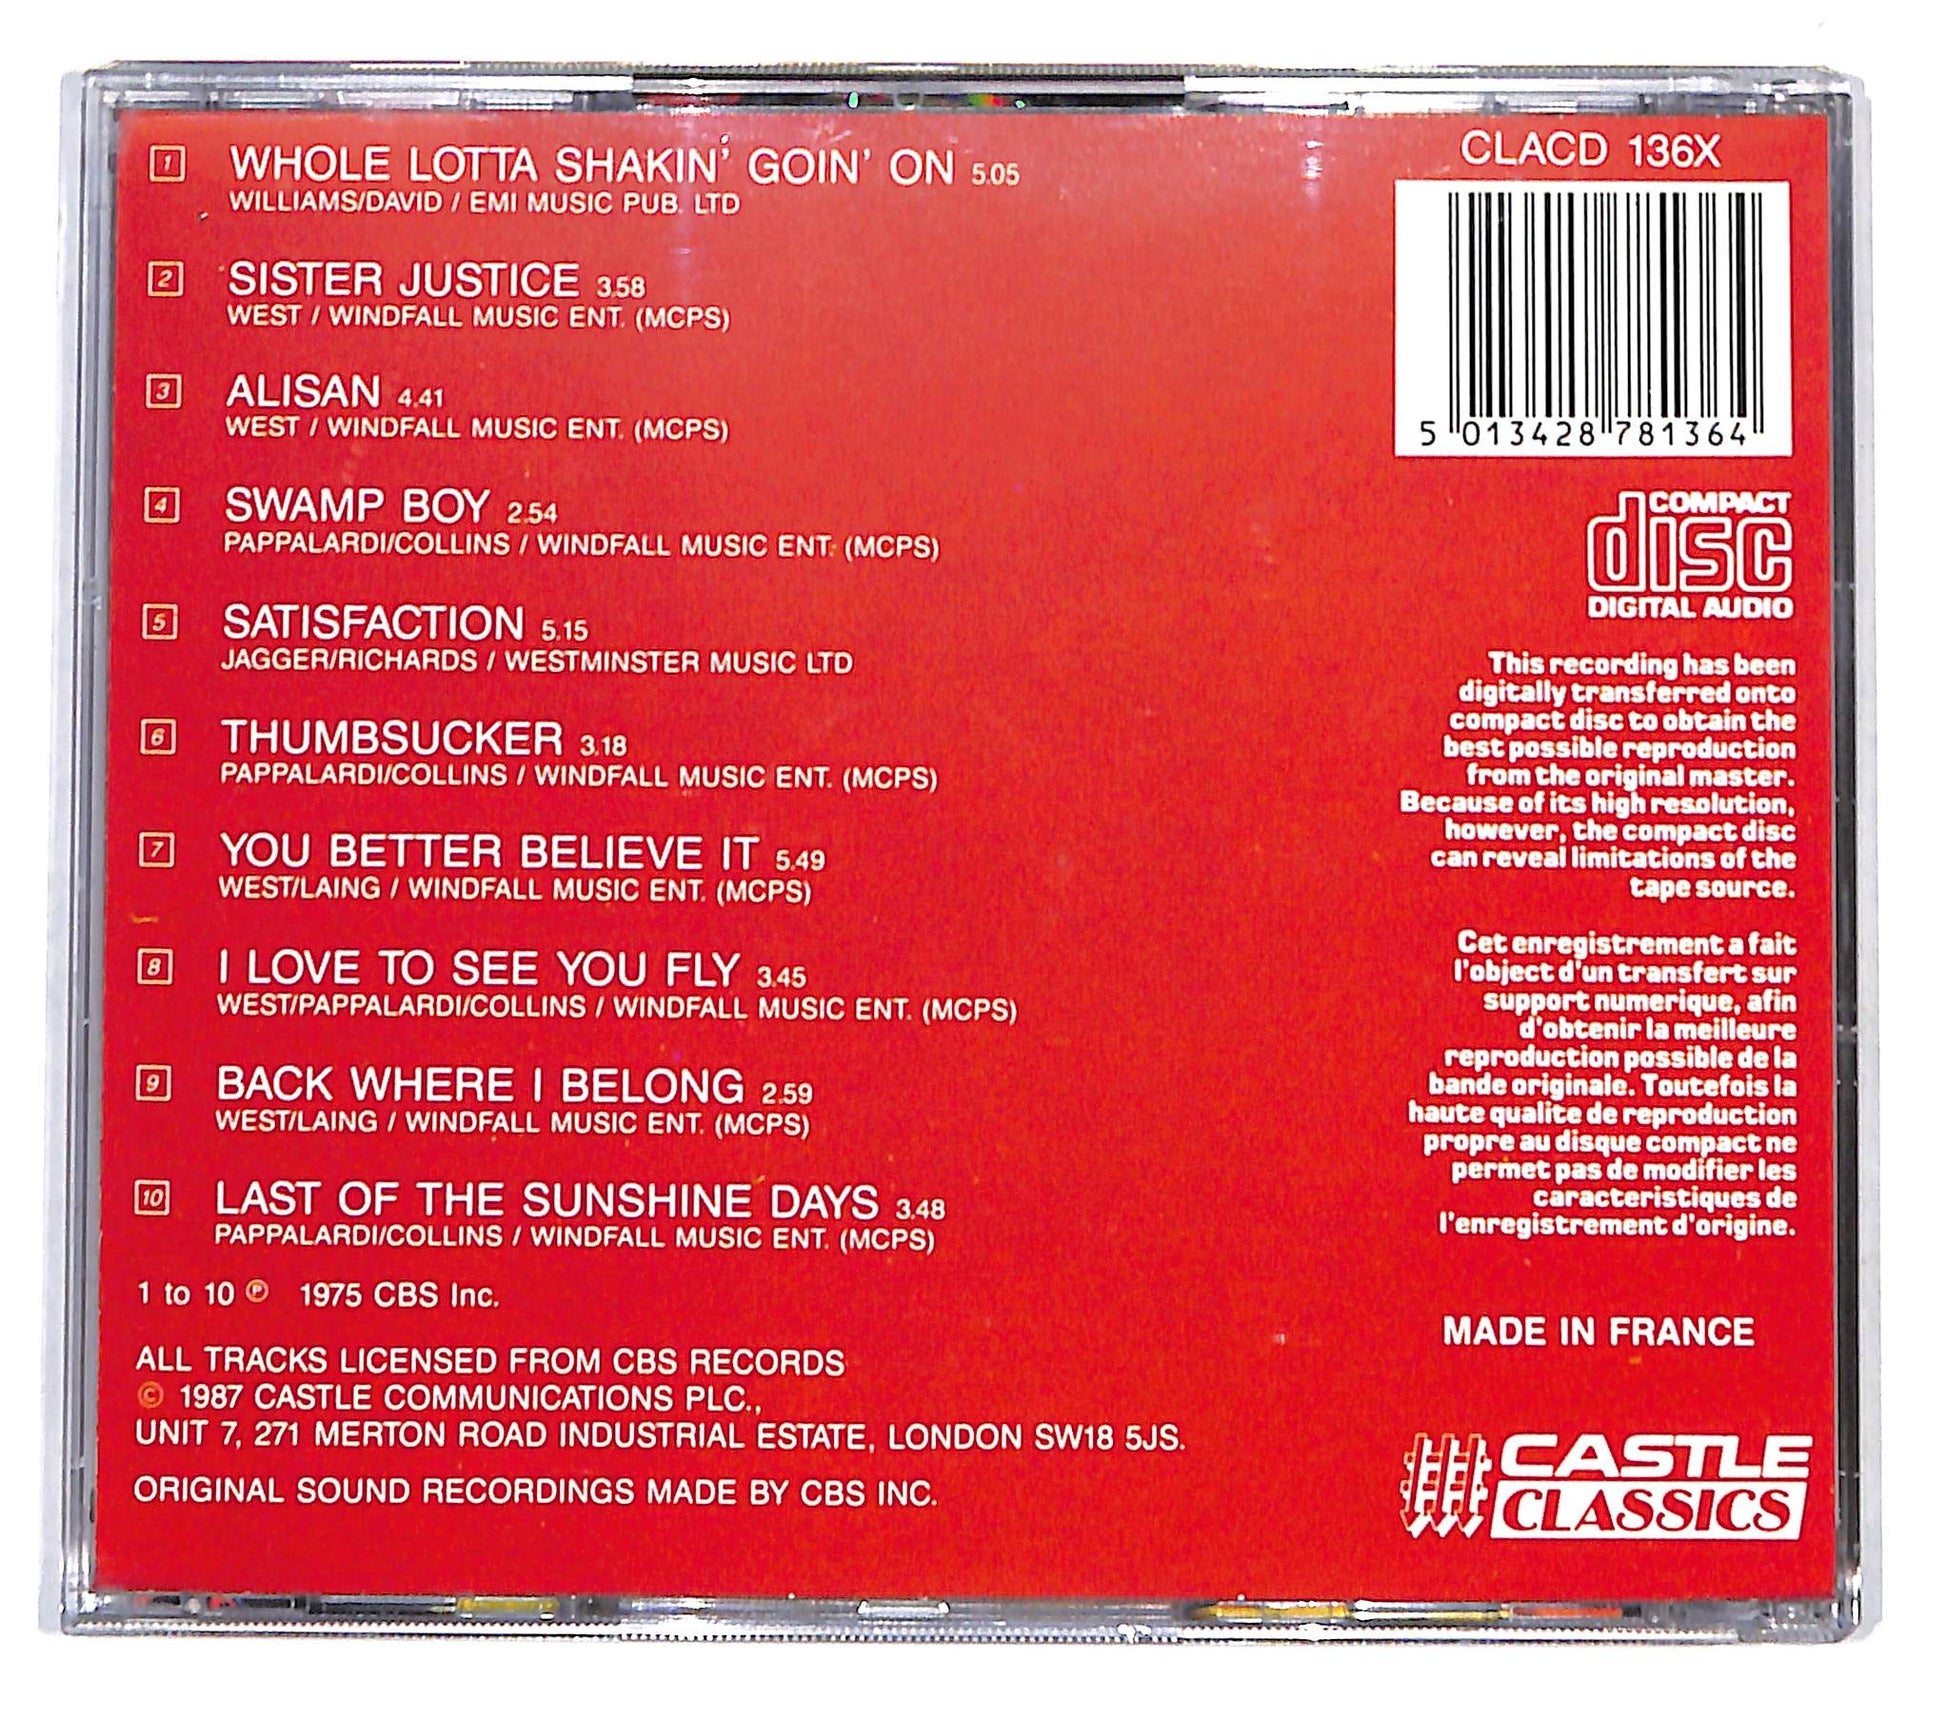 1 WHOLE LOTTA SHAKIN' GOIN' ON 5.05
WILLIAMS/DAVID / EMI MUSIC PUB. LTD
2 SISTER JUSTICE 3.58
WEST / WINDFALL MUSIC ENT. (MCPS)
3 ALISAN 4.41
WEST / WINDFALL MUSIC ENT. (MCPS)
4 SWAMP BOY 2.54
PAPPALARDI/COLLINS / WINDFALL MUSIC ENT. (MCPS)
5 SATISFACTION 5.15
JAGGER/RICHARDS / WESTMINSTER MUSIC LTD
6 THUMBSUCKER 3.18
PAPPALARDI/COLLINS / WINDFALL MUSIC ENT. (MCPS)
7 YOU BETTER BELIEVE IT 5.49
WEST/LAING / WINDFALL MUSIC ENT. (MCPS)
8 I LOVE TO SEE YOU FLY 3.45
WEST/PAPPALARDI/COLLINS / WINDFALL MUSIC ENT. (MCPS)
9 BACK WHERE I BELONG 2.59
WEST/LAING / WINDFALL MUSIC ENT. (MCPS)
10 LAST OF THE SUNSHINE DAYS 3.48
PAPPALARDI/COLLINS / WINDFALL MUSIC ENT. (MCPS)
1 to 10 ℗ 1975 CBS Inc.
ALL TRACKS LICENSED FROM CBS RECORDS
© 1987 CASTLE COMMUNICATIONS PLC.,
UNIT 7, 271 MERTON ROAD INDUSTRIAL ESTATE, LONDON SW18 5JS.
ORIGINAL SOUND RECORDINGS MADE BY CBS INC.
CLACD 136X
5 013428 781364
COMPACT
disc
DIGITAL AUDIO
This recording has been
digitally transferred onto
compact disc to obtain the
best possible reproduction
from the original master.
Because of its high resolution,
however, the compact disc
can reveal limitations of the
tape source.
Cet enregistrement a fait
l'object d'un transfert sur
support numerique, afin
d'obtenir la meilleure
reproduction possible de la
bande originale. Toutefois la
haute qualite de reproduction
propre au disque compact ne
permet pas de modifier les
caracteristiques de
l'enregistrement d'origine.
MADE IN FRANCE
CASTLE
CLASSICS